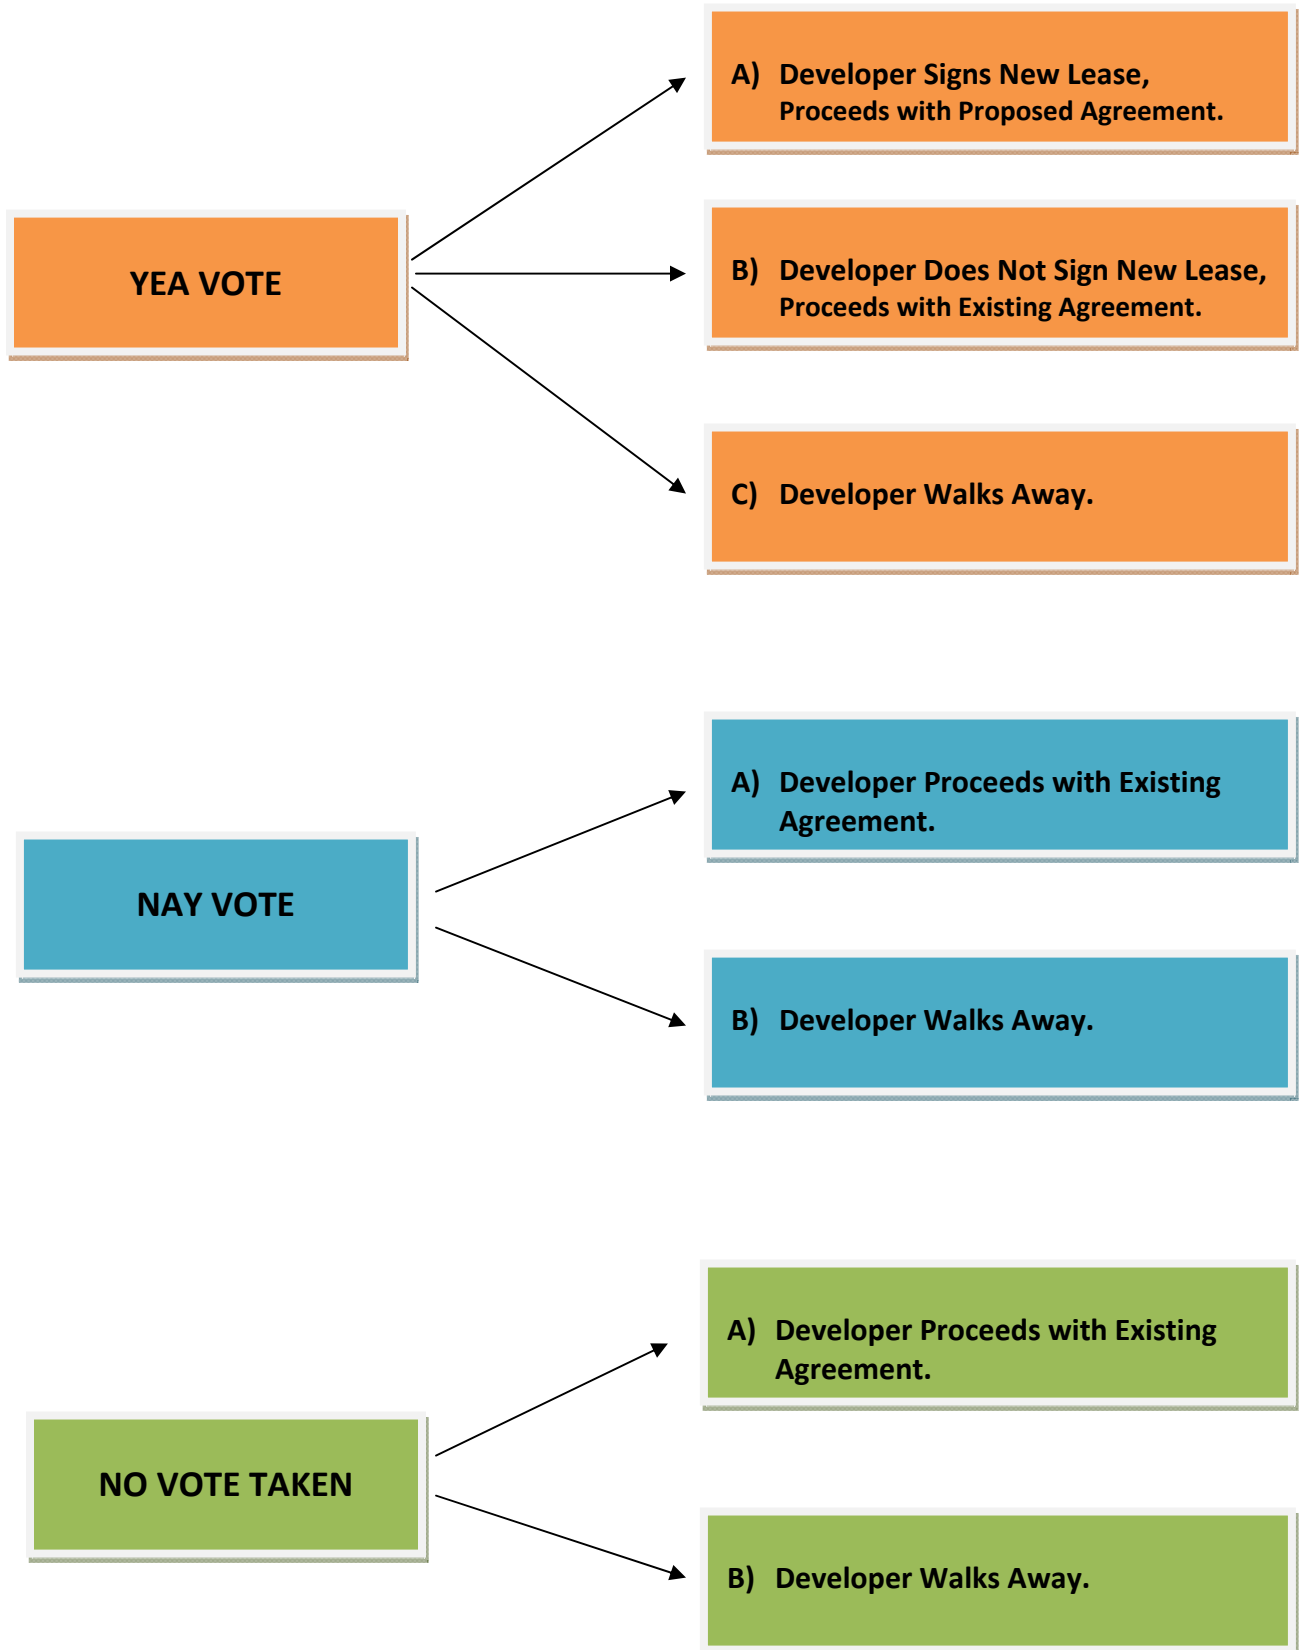 YEA VOTE
A) Developer Signs New Lease,
Proceeds with Proposed Agreement.
B) Developer Does Not Sign New Lease,
Proceeds with Existing Agreement.
C) Developer Walks Away.
NAY VOTE
A) Developer Proceeds with Existing
Agreement.
B) Developer Walks Away.
NO VOTE TAKEN
A) Developer Proceeds with Existing
Agreement.
B) Developer Walks Away.